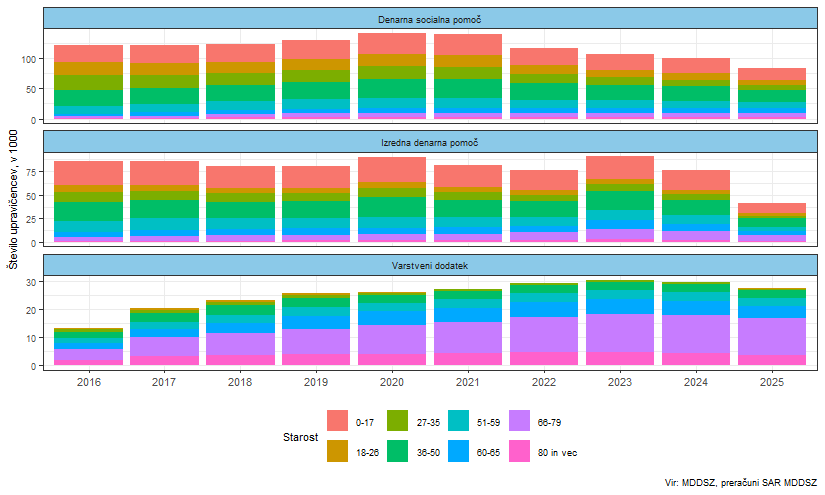 Denarna socialna pomoč
100
50
0
Izredna denarna pomoč
75
50
25
0
Varstveni dodatek
30
20
10
0
Število upravičencev, v 1000
2016 2017 2018 2019 2020 2021 2022 2023 2024 2025
Starost
0-17 27-35 51-59 66-79
18-26 36-50 60-65 80 in vec
Vir: MDDSZ, preračuni SAR MDDSZ